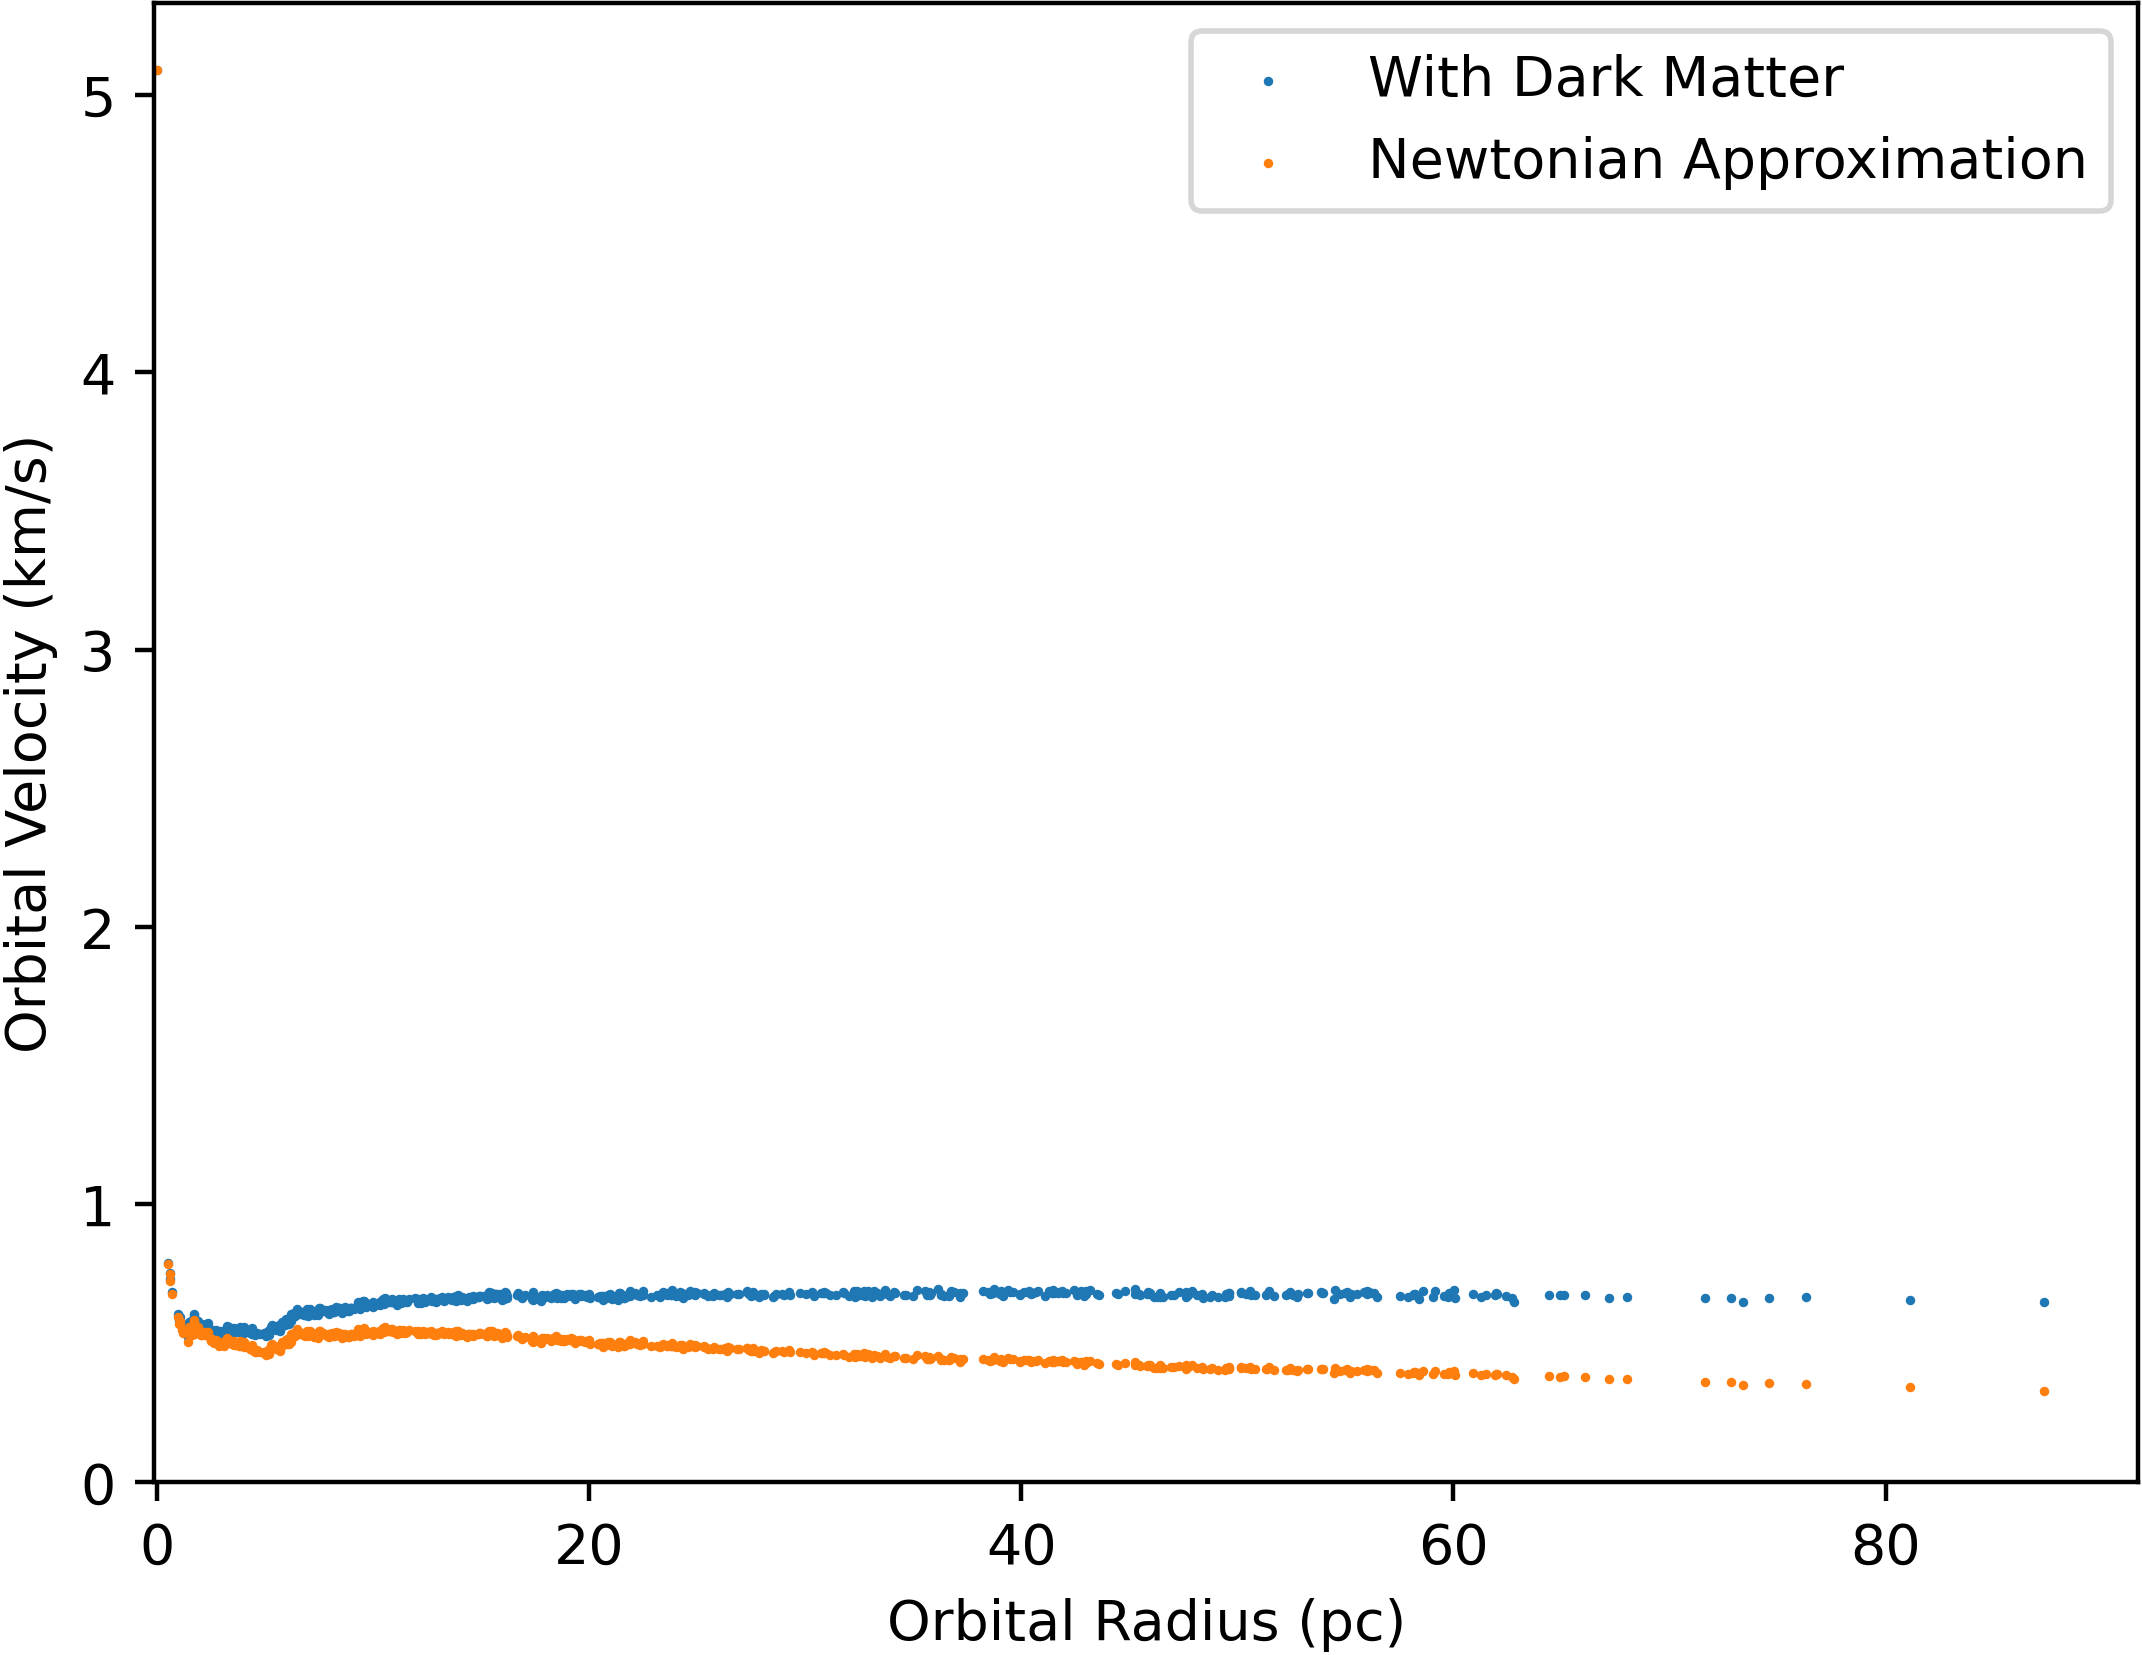 With Dark Matter
Newtonian Approximation
Orbital Velocity (km/s)
5
4
3
2
1
0
0 20 40 60 80
Orbital Radius (pc)